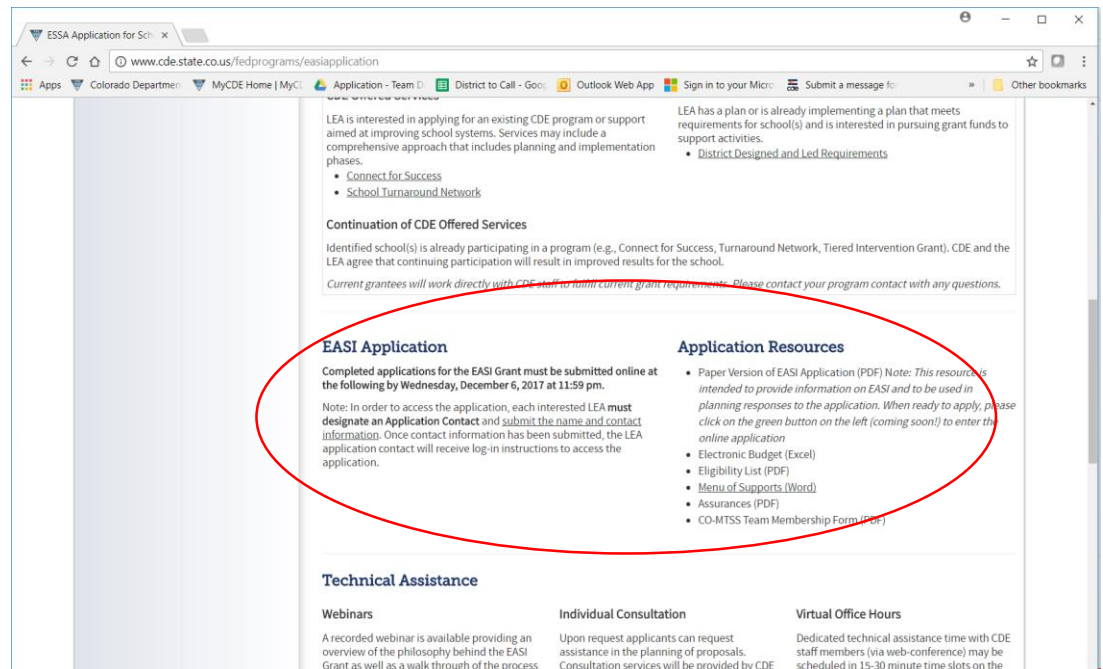 ESSA Application for Sch
www.cde.state.co.us/fedprograms/easiapplication
Apps Colorado Departmen MyCDE Home | MyC Application - Team D District to Call - Goog Outlook Web App Sign in to your Micro Submit a message fo » Other bookmarks
CDE Offered Services
LEA is interested in applying for an existing CDE program or support
aimed at improving school systems. Services may include a
comprehensive approach that includes planning and implementation
phases.
• Connect for Success
• School Turnaround Network
LEA has a plan or is already implementing a plan that meets
requirements for school(s) and is interested in pursuing grant funds to
support activities.
• District Designed and Led Requirements
Continuation of CDE Offered Services
Identified school(s) is already participating in a program (e.g., Connect for Success, Turnaround Network, Tiered Intervention Grant). CDE and the
LEA agree that continuing participation will result in improved results for the school.
Current grantees will work directly with CDE staff to fulfill current grant requirements. Please contact your program contact with any questions.
EASI Application
Completed applications for the EASI Grant must be submitted online at
the following by Wednesday, December 6, 2017 at 11:59 pm.
Note: In order to access the application, each interested LEA must
designate an Application Contact and submit the name and contact
information. Once contact information has been submitted, the LEA
application contact will receive log-in instructions to access the
application.
Application Resources
• Paper Version of EASI Application (PDF) Note: This resource is
intended to provide information on EASI and to be used in
planning responses to the application. When ready to apply, please
click on the green button on the left (coming soon!) to enter the
online application
• Electronic Budget (Excel)
• Eligibility List (PDF)
• Menu of Supports (Word)
• Assurances (PDF)
• CO-MTSS Team Membership Form (PDF)
Technical Assistance
Webinars
A recorded webinar is available providing an
overview of the philosophy behind the EASI
Grant as well as a walk through of the process
Individual Consultation
Upon request applicants can request
assistance in the planning of proposals.
Consultation services will be provided by CDE
Virtual Office Hours
Dedicated technical assistance time with CDE
staff members (via web-conference) may be
scheduled in 15-30 minute time slots on the